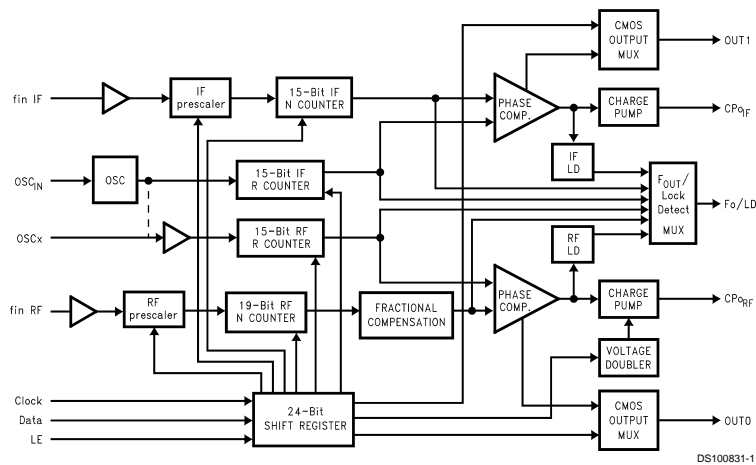 CMOS
OUTPUT
MUX
OUT1
fin IF
IF
prescaler
15-Bit IF
N COUNTER
PHASE
COMP.
CHARGE
PUMP
CPoIF
IF
LD
OSCIN
OSC
15-Bit IF
R COUNTER
FOUT/
Lock
Detect
MUX
Fo/LD
OSCx
15-Bit RF
R COUNTER
RF
LD
fin RF
RF
prescaler
19-Bit RF
N COUNTER
FRACTIONAL
COMPENSATION
PHASE
COMP.
CHARGE
PUMP
CPoRF
VOLTAGE
DOUBLER
Clock
Data
LE
24-Bit
SHIFT REGISTER
CMOS
OUTPUT
MUX
OUT0
DS100831-1